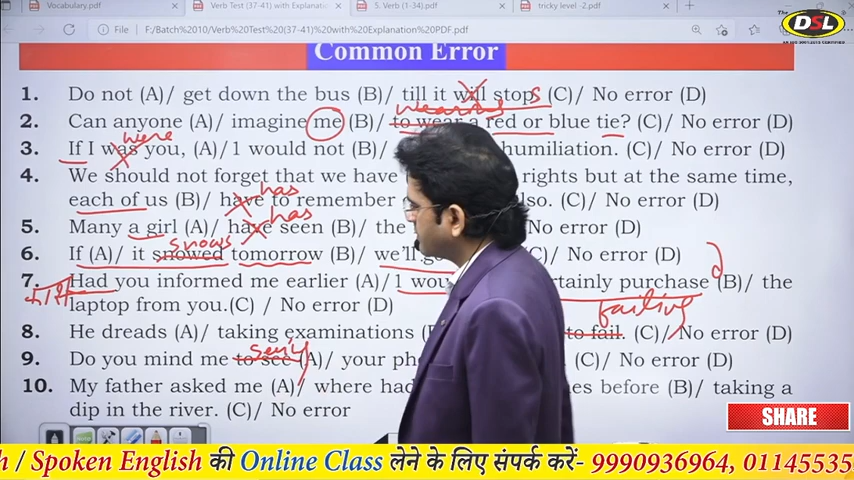 Vocabulary.pdf
Verb Test (37-41) with Explanation
5. Verb (1-34).pdf
tricky level -2.pdf
File | F:/Batch%2010/Verb%20Test%20(37-41)%20with%20Explanation%20PDF.pdf
The DSL
Common Error
1. Do not (A)/ get down the bus (B)/ till it will stop s (C)/ No error (D)
wearing
2. Can anyone (A)/ imagine me (B)/ to wear a red or blue tie? (C)/ No error (D)
were
3. If I was you, (A)/1 would not (B)/ humiliation. (C)/ No error (D)
4. We should not forget that we have rights but at the same time,
has
each of us (B)/ have to remember also. (C)/ No error (D)
has
5. Many a girl (A)/ have seen (B)/ the No error (D)
snows
6. If (A)/ it snowed tomorrow (B)/ we'll C)/ No error (D)
7. Had you informed me earlier (A)/1 rtainly purchase d (B)/ the
laptop from you.(C) / No error (D)
failing
8. He dreads (A)/ taking examinations to fail. (C)/ No error (D)
seeing
9. Do you mind me to see (A)/ your (C)/ No error (D)
10. My father asked me (A)/ where had before (B)/ taking a
dip in the river. (C)/ No error
SHARE
/ Spoken English की Online Class लेने के लिए संपर्क करें- 9990936964, 01145535